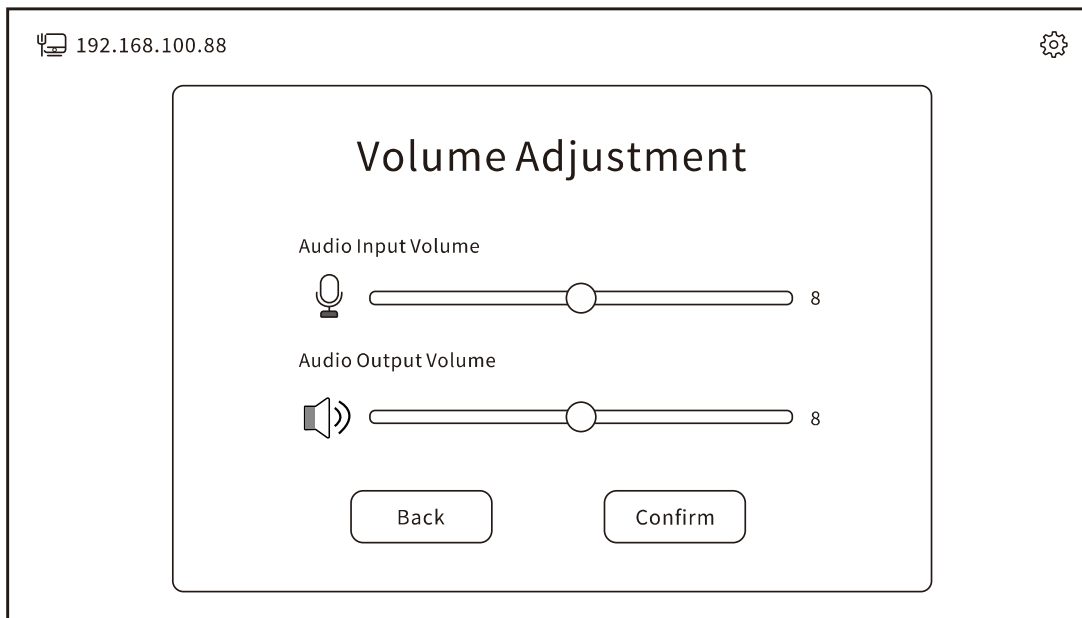 192.168.100.88
Volume Adjustment
Audio Input Volume
8
Audio Output Volume
8
Back
Confirm